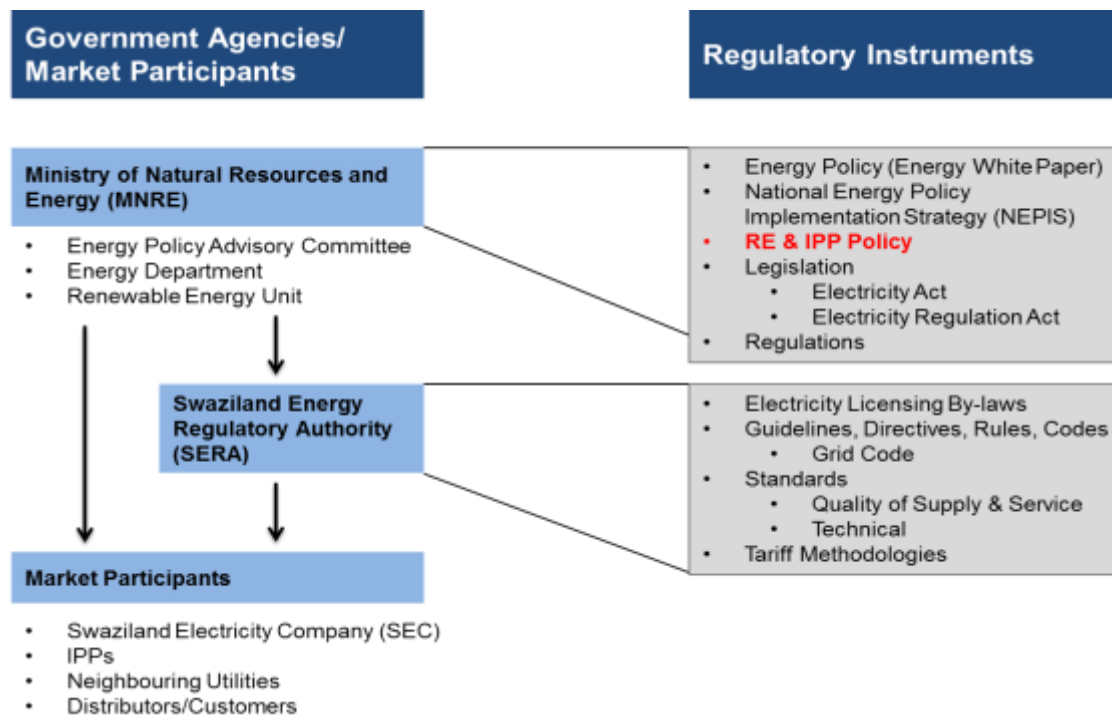 Government Agencies/
Market Participants
Regulatory Instruments
Ministry of Natural Resources and
Energy (MNRE)
• Energy Policy Advisory Committee
• Energy Department
• Renewable Energy Unit
• Energy Policy (Energy White Paper)
• National Energy Policy
Implementation Strategy (NEPIS)
• RE & IPP Policy
• Legislation
• Electricity Act
• Electricity Regulation Act
• Regulations
Swaziland Energy
Regulatory Authority
(SERA)
• Electricity Licensing By-laws
• Guidelines, Directives, Rules, Codes
• Grid Code
• Standards
• Quality of Supply & Service
• Technical
• Tariff Methodologies
Market Participants
• Swaziland Electricity Company (SEC)
• IPPs
• Neighbouring Utilities
• Distributors/Customers